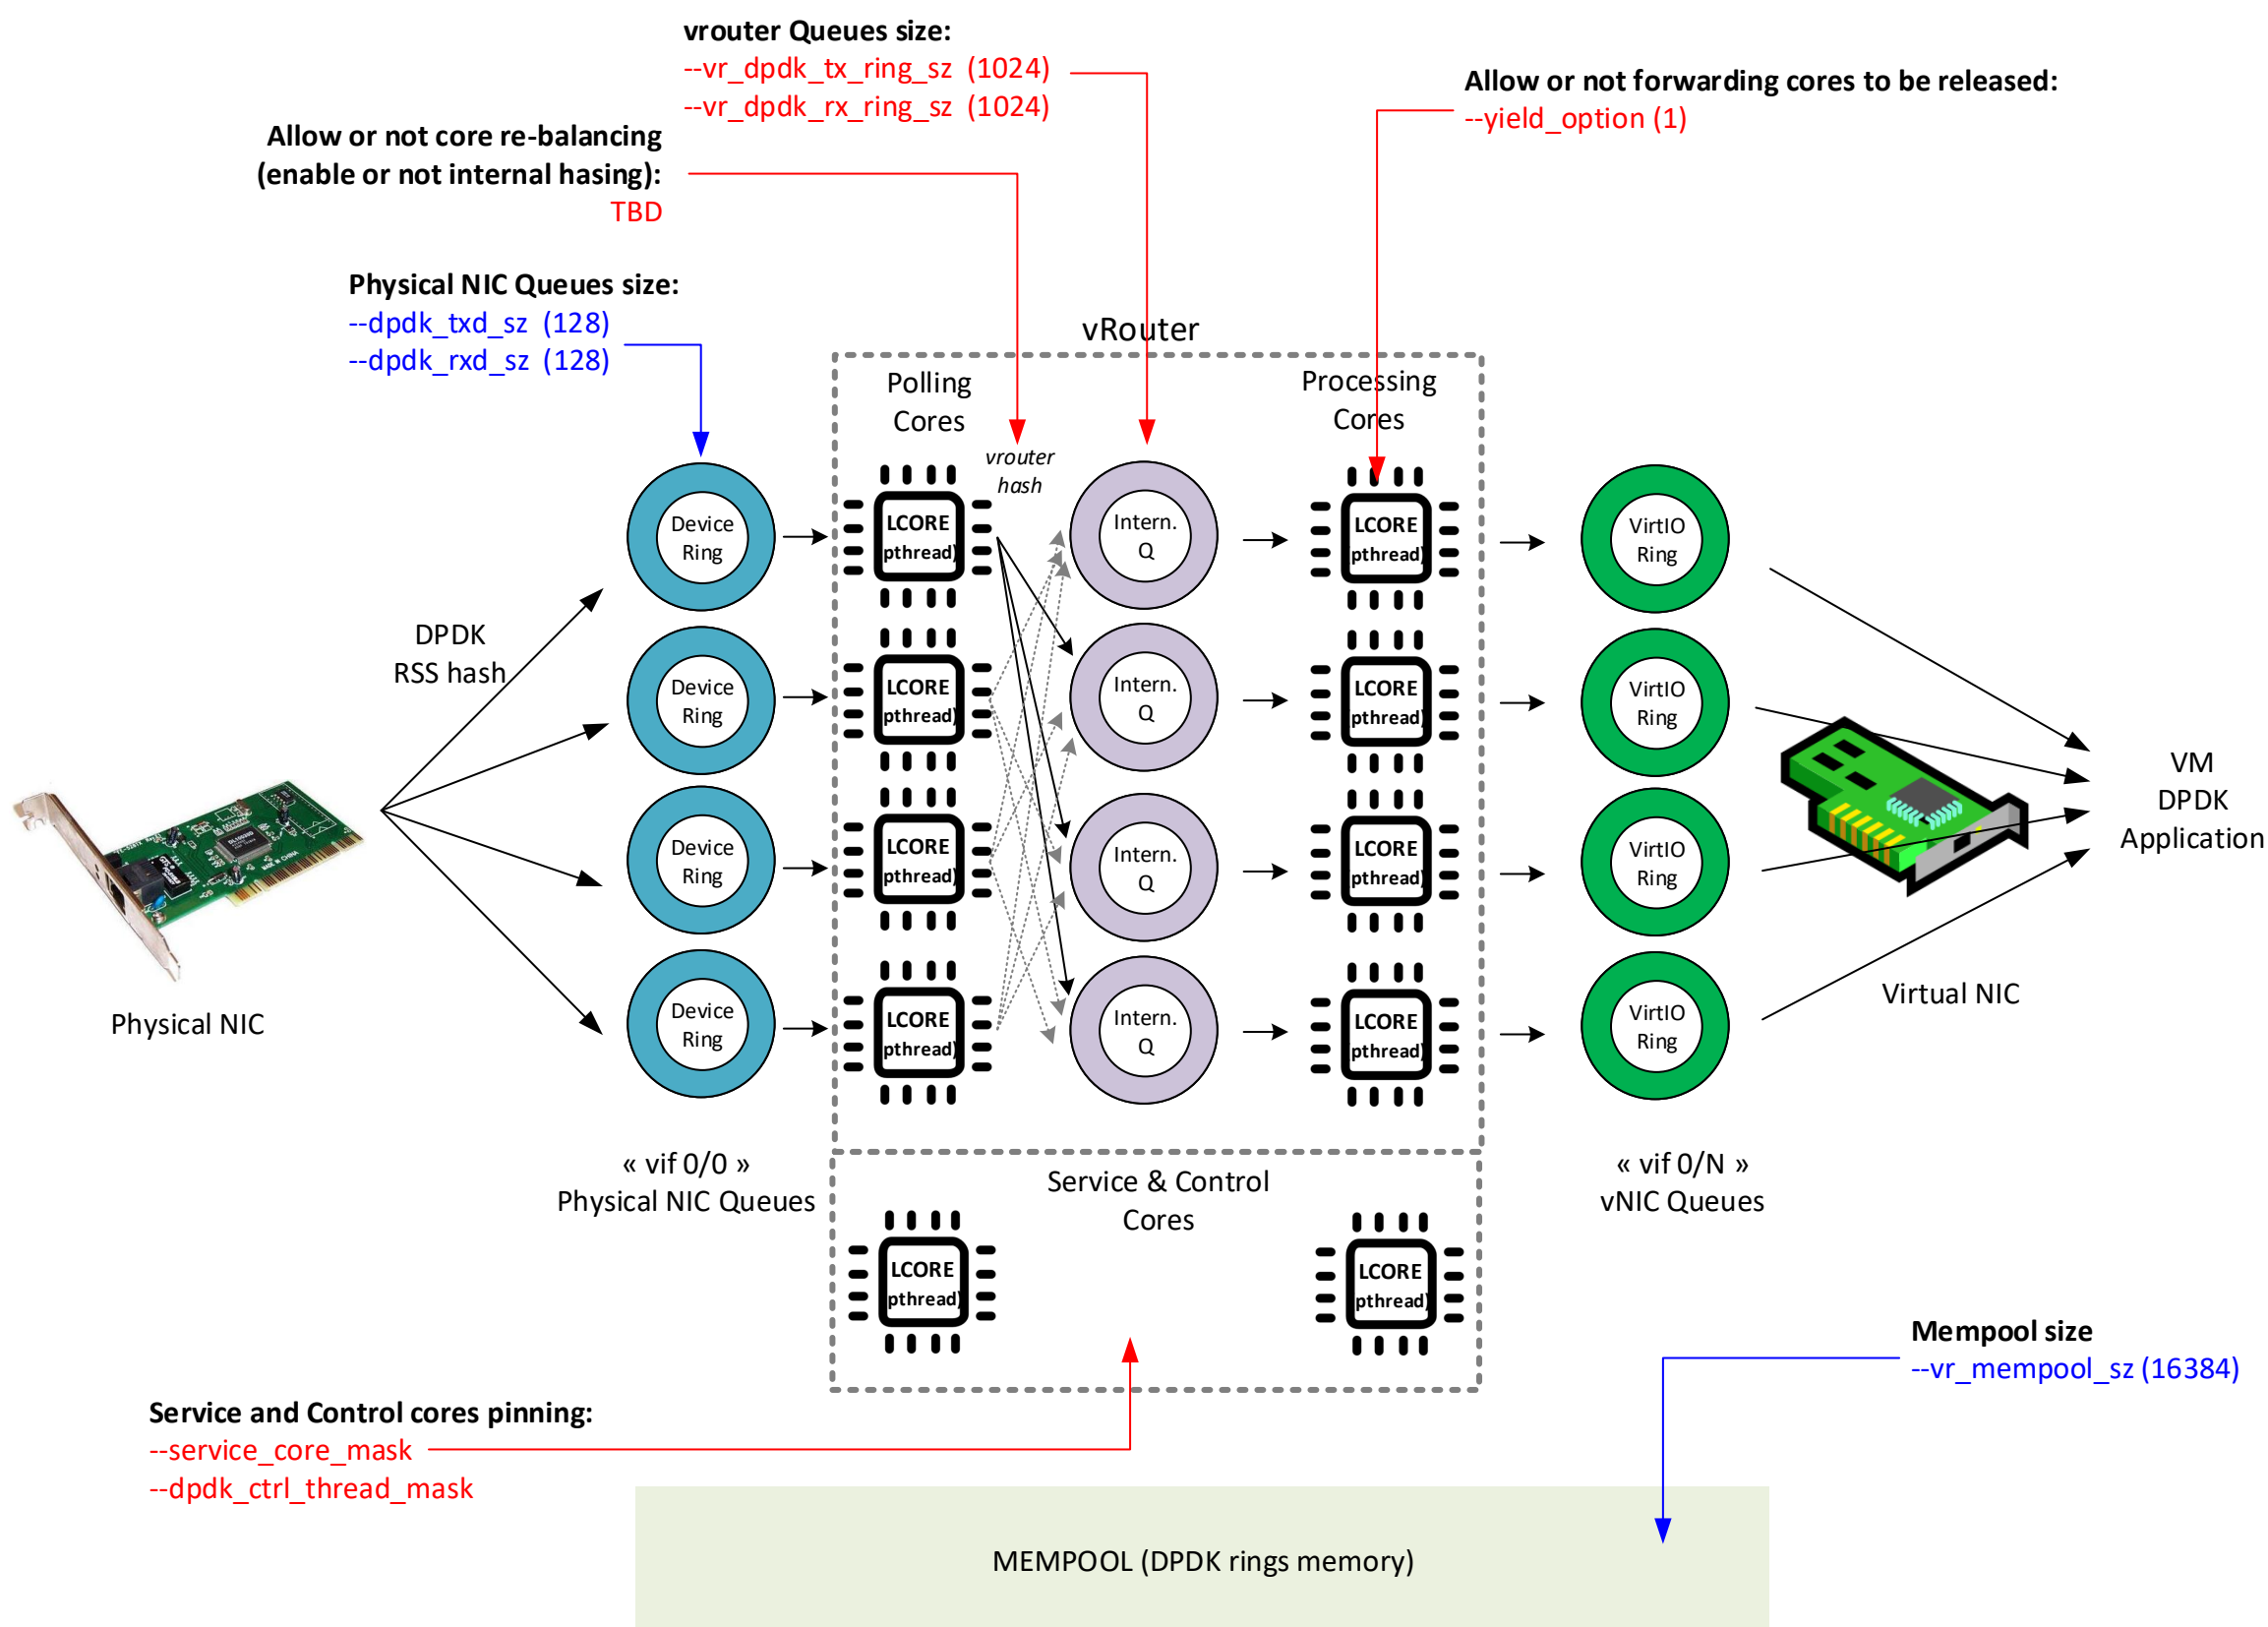 vrouter Queues size:
--vr_dpdk_tx_ring_sz (1024)
--vr_dpdk_rx_ring_sz (1024)
Allow or not forwarding cores to be released:
--yield_option (1)
Allow or not core re-balancing
(enable or not internal hasing):
TBD
Physical NIC Queues size:
--dpdk_txd_sz (128)
--dpdk_rxd_sz (128)
vRouter
Polling
Cores
Processing
Cores
vrouter
hash
Device
Ring
LCORE
pthread)
Intern.
Q
LCORE
pthread)
VirtIO
Ring
DPDK
RSS hash
Device
Ring
LCORE
pthread)
Intern.
Q
LCORE
pthread)
VirtIO
Ring
Device
Ring
LCORE
pthread)
Intern.
Q
LCORE
pthread)
VirtIO
Ring
VM
DPDK
Application
Device
Ring
LCORE
pthread)
Intern.
Q
LCORE
pthread)
VirtIO
Ring
Physical NIC
Virtual NIC
« vif 0/0 »
Physical NIC Queues
Service & Control
Cores
« vif 0/N »
vNIC Queues
LCORE
pthread)
LCORE
pthread)
Mempool size
--vr_mempool_sz (16384)
Service and Control cores pinning:
--service_core_mask
--dpdk_ctrl_thread_mask
MEMPOOL (DPDK rings memory)